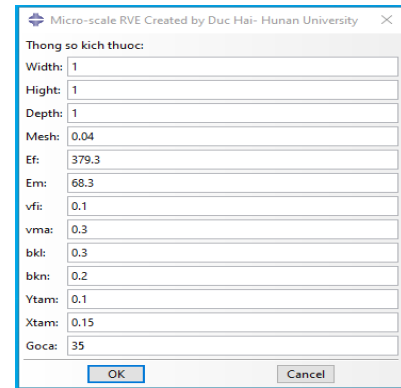 Micro-scale RVE Created by Duc Hai- Hunan University
Thong so kich thuoc:
Width: 1
Hight: 1
Depth: 1
Mesh: 0.04
Ef: 379.3
Em: 68.3
vfi: 0.1
vma: 0.3
bkl: 0.3
bkn: 0.2
Ytam: 0.1
Xtam: 0.15
Goca: 35
OK Cancel